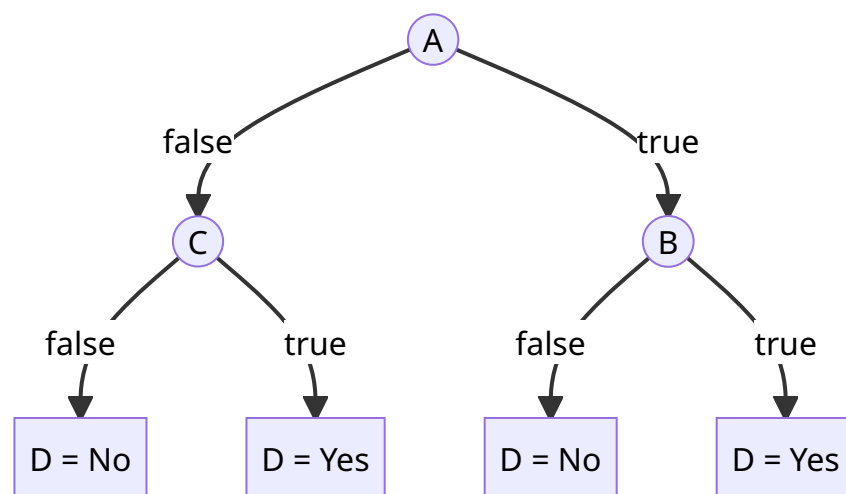 A
false
true
C
B
false
true
false
true
D = No
D = Yes
D = No
D = Yes